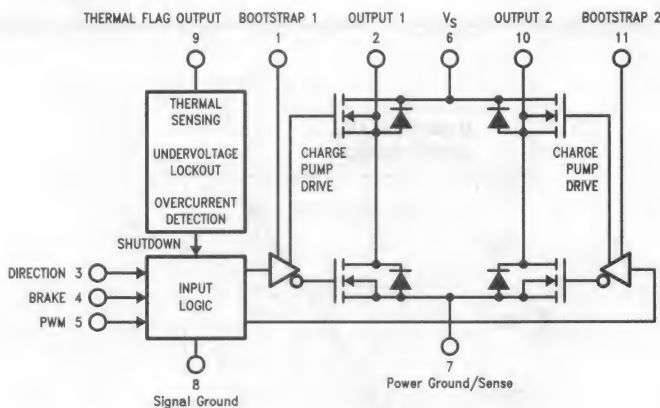 THERMAL FLAG OUTPUT BOOTSTRAP 1 OUTPUT 1 VS OUTPUT 2 BOOTSTRAP 2
9 1 2 6 10 11
THERMAL
SENSING
UNDERVOLTAGE
LOCKOUT
OVERCURRENT
DETECTION
CHARGE
PUMP
DRIVE
CHARGE
PUMP
DRIVE
SHUTDOWN
DIRECTION 3
BRAKE 4
PWM 5
INPUT
LOGIC
8
Signal Ground
7
Power Ground/Sense